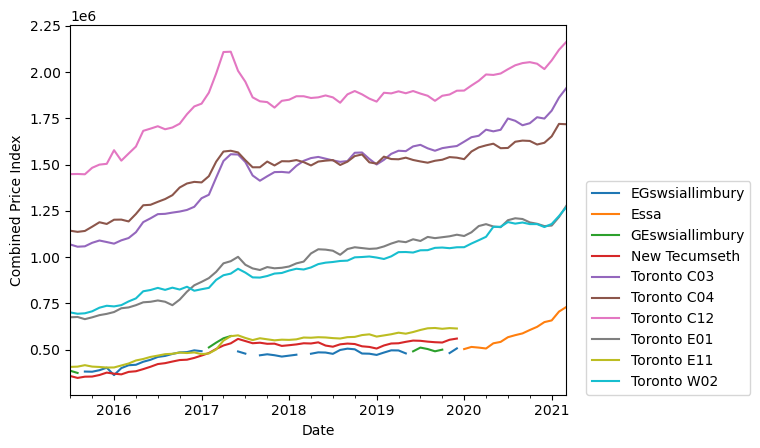 1e6
2.25
2.00
1.75
1.50
1.25
1.00
0.75
0.50
Combined Price Index
2016
2017
2018
2019
2020
2021
Date
EGswsiallimbury
Essa
GEswsiallimbury
New Tecumseth
Toronto C03
Toronto C04
Toronto C12
Toronto E01
Toronto E11
Toronto W02